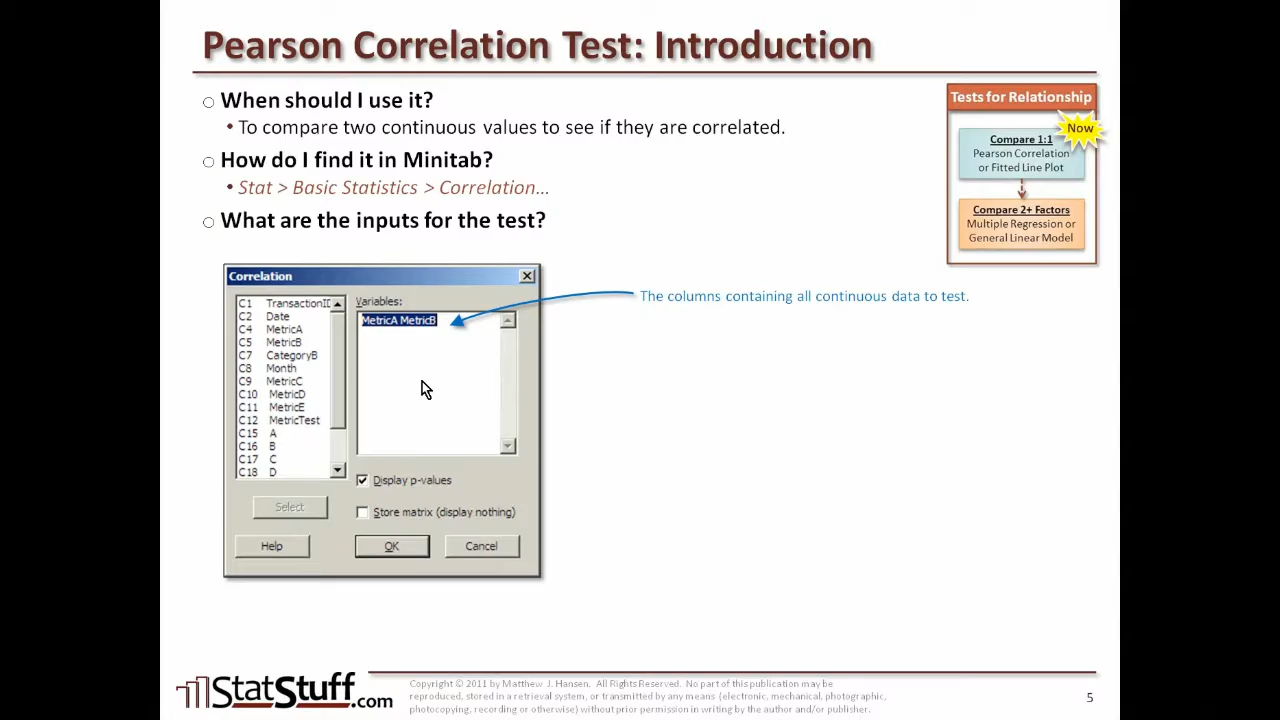 Pearson Correlation Test: Introduction
○ When should I use it?
• To compare two continuous values to see if they are correlated.
○ How do I find it in Minitab?
• Stat > Basic Statistics > Correlation…
○ What are the inputs for the test?
Tests for Relationship
Now
Compare 1:1
Pearson Correlation
or Fitted Line Plot
Compare 2+ Factors
Multiple Regression or
General Linear Model
Correlation
C1 TransactionID
C2 Date
C4 MetricA
C5 MetricB
C7 CategoryB
C8 Month
C9 MetricC
C10 MetricD
C11 MetricE
C12 MetricTest
C15 A
C16 B
C17 C
C18 D
Variables:
MetricA MetricB
Display p-values
Store matrix (display nothing)
Select
Help
OK
Cancel
The columns containing all continuous data to test.
StatStuff.com
Copyright © 2011 by Matthew J. Hansen. All Rights Reserved. No part of this publication may be
reproduced, stored in a retrieval system, or transmitted by any means (electronic, mechanical, photographic,
photocopying, recording or otherwise) without prior permission in writing by the author and/or publisher.
5